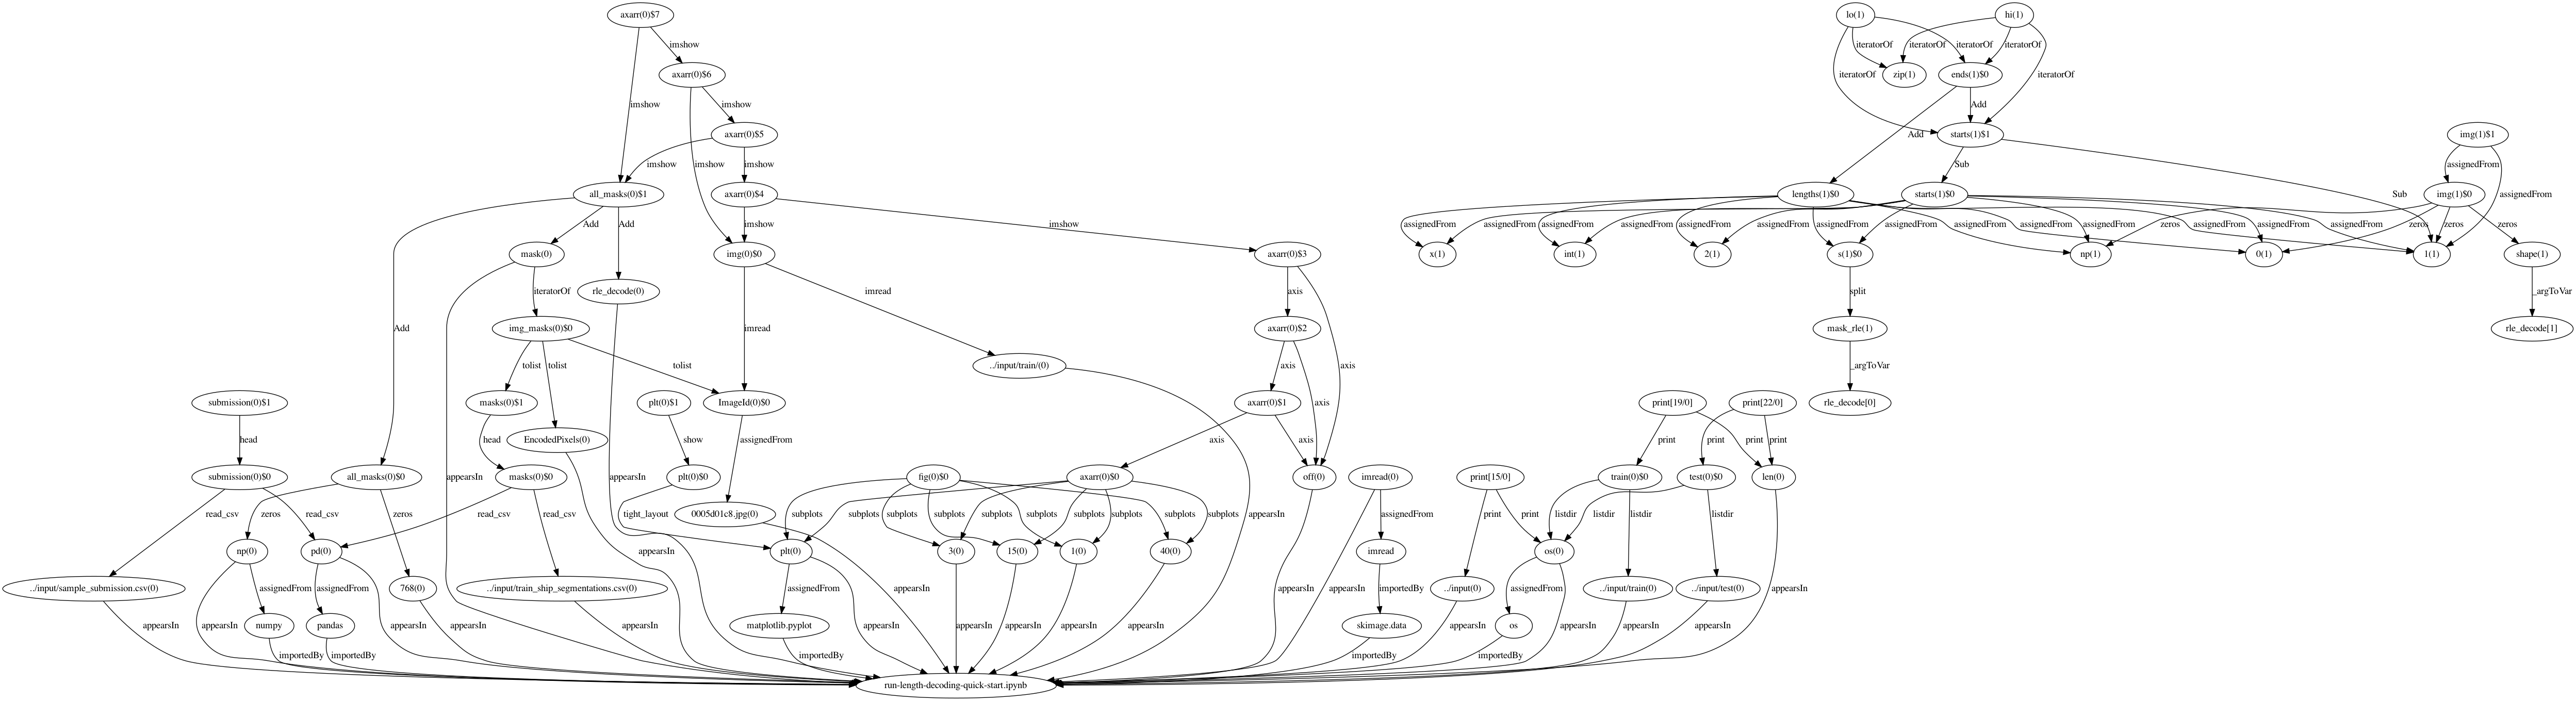 axarr(0)$7
lo(1)
hi(1)
imshow
iteratorOf
iteratorOf
iteratorOf
iteratorOf
axarr(0)$6
zip(1)
ends(1)$0
iteratorOf
iteratorOf
imshow
imshow
Add
axarr(0)$5
starts(1)$1
img(1)$1
Add
imshow
imshow
imshow
Sub
assignedFrom
all_masks(0)$1
axarr(0)$4
lengths(1)$0
starts(1)$0
Sub
img(1)$0
assignedFrom
Add
Add
imshow
imshow
assignedFrom
assignedFrom
assignedFrom
assignedFrom
assignedFrom
assignedFrom
assignedFrom
assignedFrom
assignedFrom
assignedFrom
zeros
assignedFrom
assignedFrom
zeros
assignedFrom
zeros
zeros
mask(0)
img(0)$0
axarr(0)$3
x(1)
int(1)
2(1)
s(1)$0
np(1)
0(1)
1(1)
shape(1)
iteratorOf
rle_decode(0)
imread
axis
split
_argToVar
Add
img_masks(0)$0
imread
axarr(0)$2
mask_rle(1)
rle_decode[1]
tolist
tolist
tolist
../input/train/(0)
axis
axis
_argToVar
submission(0)$1
masks(0)$1
plt(0)$1
ImageId(0)$0
axarr(0)$1
axis
print[19/0]
print[22/0]
rle_decode[0]
head
head
EncodedPixels(0)
show
assignedFrom
axis
axis
print
print
print
print
submission(0)$0
all_masks(0)$0
appearsIn
masks(0)$0
appearsIn
plt(0)$0
fig(0)$0
axarr(0)$0
off(0)
imread(0)
print[15/0]
train(0)$0
test(0)$0
len(0)
read_csv
read_csv
zeros
zeros
read_csv
read_csv
tight_layout
0005d01c8.jpg(0)
subplots
subplots
subplots
subplots
subplots
subplots
subplots
subplots
subplots
subplots
appearsIn
assignedFrom
print
print
listdir
listdir
listdir
listdir
np(0)
pd(0)
appearsIn
plt(0)
3(0)
15(0)
1(0)
40(0)
imread
os(0)
../input/sample_submission.csv(0)
assignedFrom
assignedFrom
768(0)
../input/train_ship_segmentations.csv(0)
assignedFrom
appearsIn
appearsIn
appearsIn
importedBy
../input(0)
assignedFrom
../input/train(0)
../input/test(0)
appearsIn
appearsIn
appearsIn
numpy
pandas
appearsIn
appearsIn
appearsIn
matplotlib.pyplot
appearsIn
appearsIn
appearsIn
appearsIn
appearsIn
skimage.data
appearsIn
os
appearsIn
appearsIn
appearsIn
importedBy
importedBy
importedBy
importedBy
importedBy
run-length-decoding-quick-start.ipynb